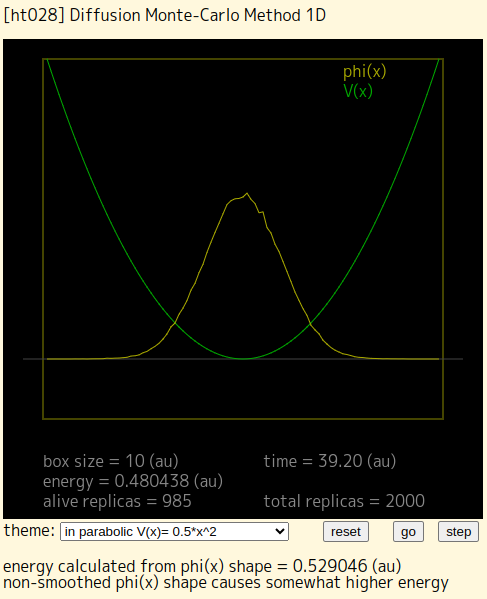 [ht028] Diffusion Monte-Carlo Method 1D
phi(x)
V(x)
box size = 10 (au) time = 39.20 (au)
energy = 0.480438 (au)
alive replicas = 985 total replicas = 2000
theme: in parabolic V(x)= 0.5*x^2 reset go step
energy calculated from phi(x) shape = 0.529046 (au)
non-smoothed phi(x) shape causes somewhat higher energy